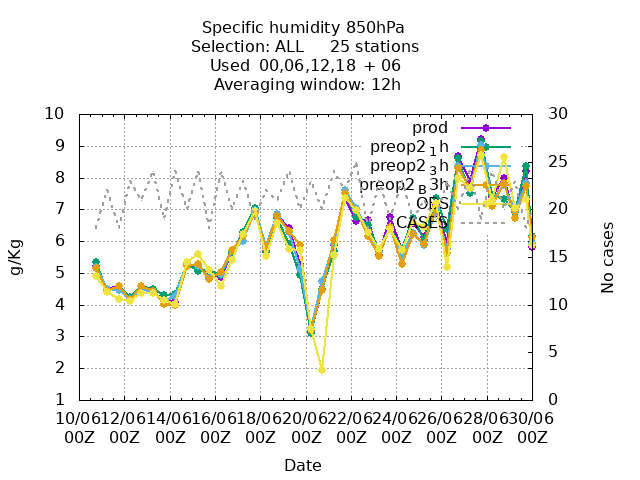 Specific humidity 850hPa
Selection: ALL 25 stations
Used 00,06,12,18 + 06
Averaging window: 12h
10
9
8
7
6
5
4
3
2
1
g/Kg
30
25
20
15
10
5
0
No cases
prod
preop2_1h
preop2_3h
preop2_B3h
OBS
CASES
10/06 12/06 14/06 16/06 18/06 20/06 22/06 24/06 26/06 28/06 30/06
00Z 00Z 00Z 00Z 00Z 00Z 00Z 00Z 00Z 00Z 00Z
Date